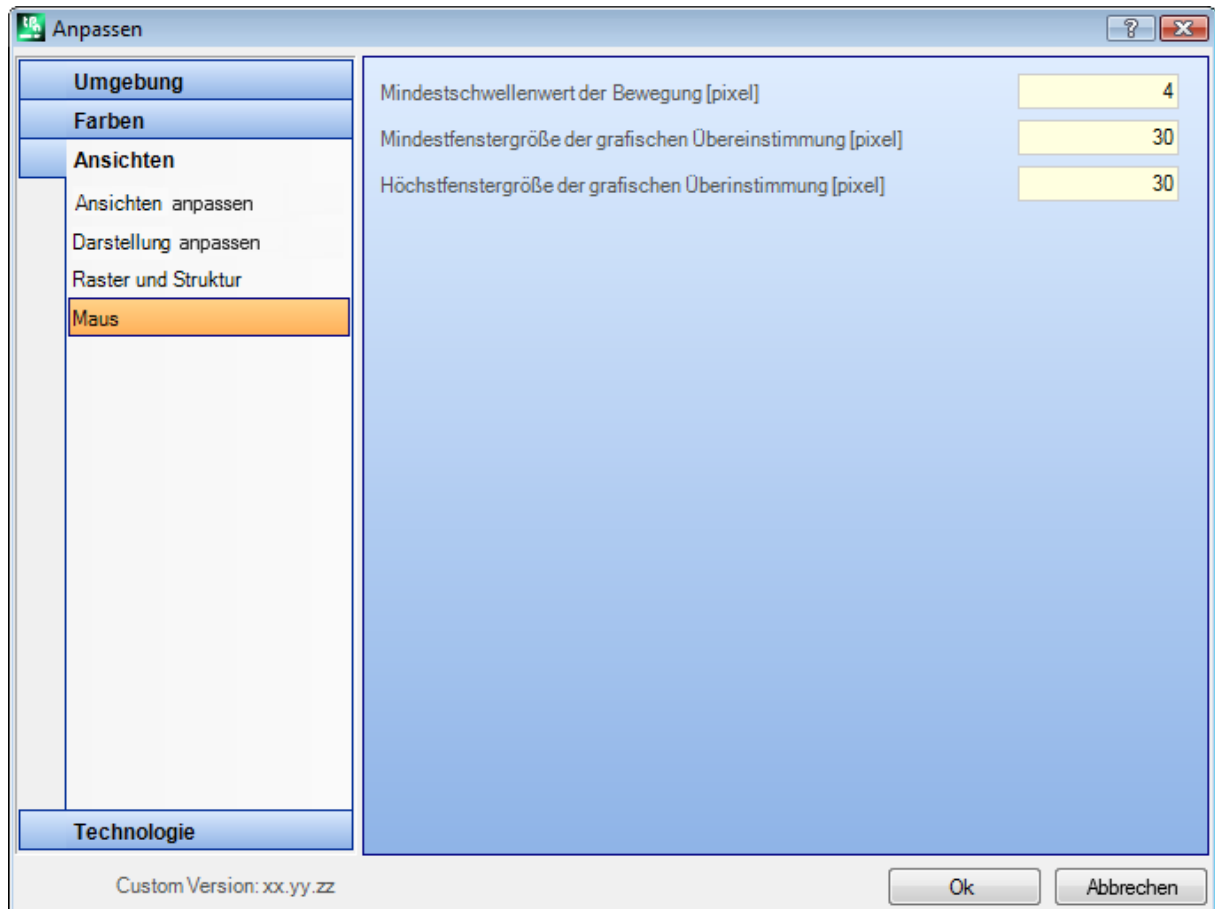 Anpassen
Umgebung
Farben
Ansichten
Ansichten anpassen
Darstellung anpassen
Raster und Struktur
Maus
Technologie
Mindestschwellenwert der Bewegung [pixel] 4
Mindestfenstergröße der grafischen Übereinstimmung [pixel] 30
Höchstfenstergröße der grafischen Überinstimmung [pixel] 30
Custom Version: xx.yy.zz
Ok
Abbrechen